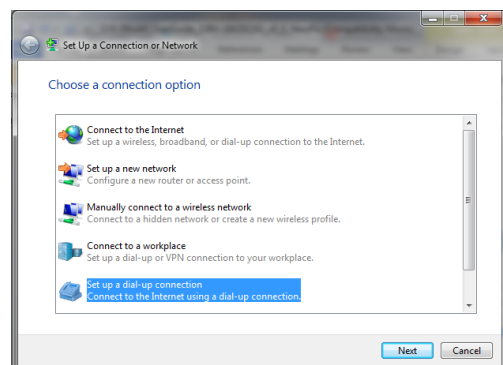 Set Up a Connection or Network
Choose a connection option
Connect to the Internet
Set up a wireless, broadband, or dial-up connection to the Internet.
Set up a new network
Configure a new router or access point.
Manually connect to a wireless network
Connect to a hidden network or create a new wireless profile.
Connect to a workplace
Set up a dial-up or VPN connection to your workplace.
Set up a dial-up connection
Connect to the Internet using a dial-up connection.
Next
Cancel